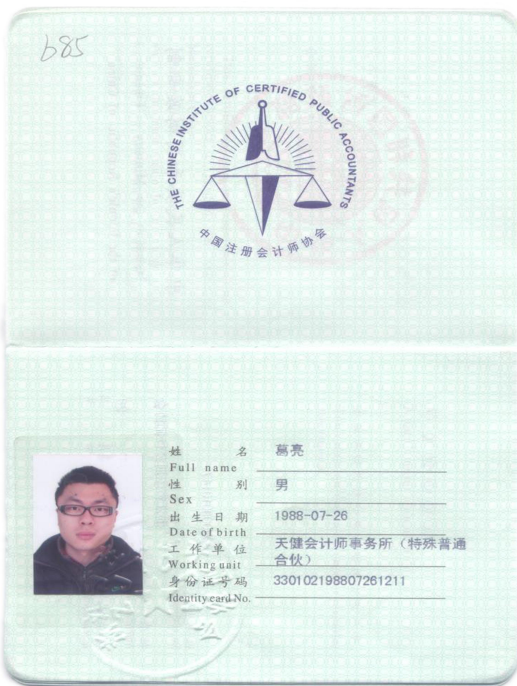 685
THE CHINESE INSTITUTE OF CERTIFIED PUBLIC ACCOUNTANTS
中国注册会计师协会
姓 名 葛亮
Full name
性 别 男
Sex
出生日期 1988-07-26
Date of birth
工作单位 天健会计师事务所（特殊普通
Working unit 合伙）
身份证号码 330102198807261211
Identity card No.